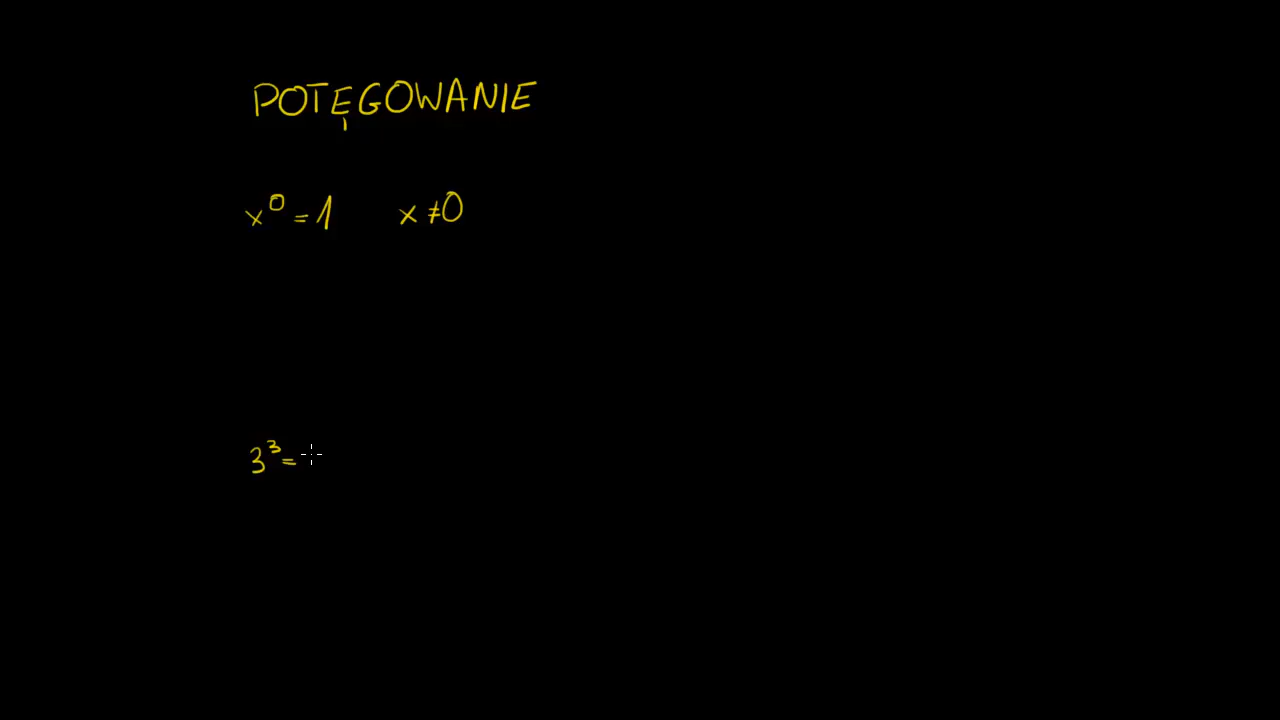 POTĘGOWANIE
x⁰ = 1 x ≠ 0
3³ =